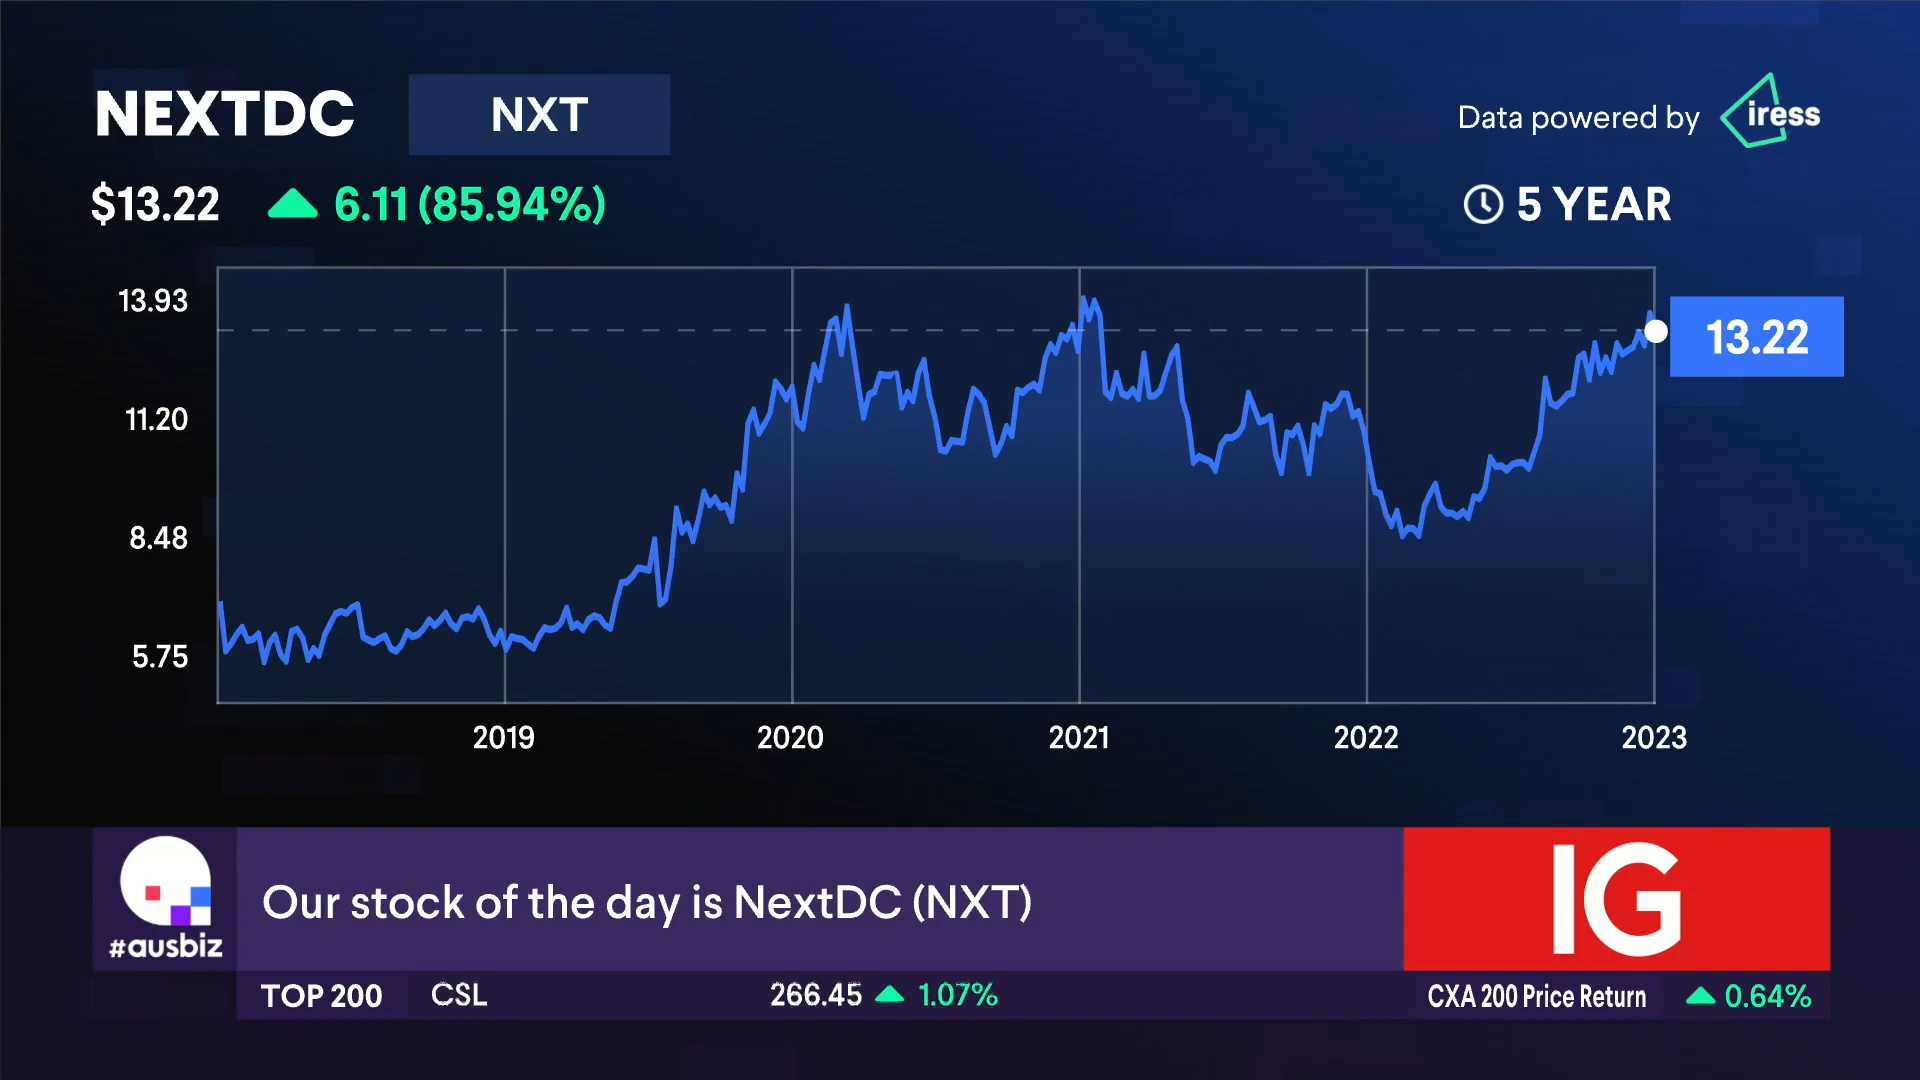 NEXTDC
NXT
Data powered by iress
$13.22 6.11 (85.94%)
5 YEAR
13.93
11.20
8.48
5.75
13.22
2019 2020 2021 2022 2023
#ausbiz
Our stock of the day is NextDC (NXT)
IG
TOP 200 CSL 266.45 1.07%
CXA 200 Price Return 0.64%